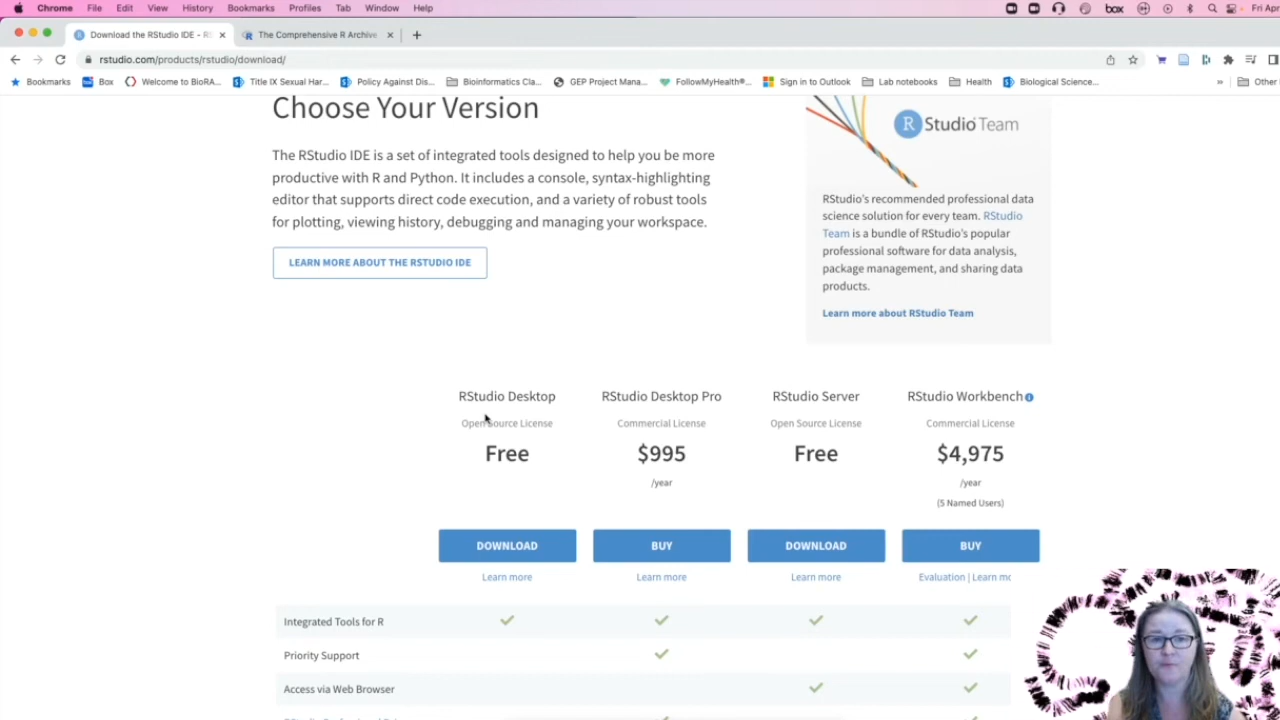 Chrome File Edit View History Bookmarks Profiles Tab Window Help box Fri Apr
Download the RStudio IDE - RS The Comprehensive R Archive
rstudio.com/products/rstudio/download/
Bookmarks Box Welcome to BioRA... Title IX Sexual Har... Policy Against Dis... Bioinformatics Cla... GEP Project Mana... FollowMyHealth®... Sign in to Outlook Lab notebooks Health Biological Science... » Other
Choose Your Version
The RStudio IDE is a set of integrated tools designed to help you be more
productive with R and Python. It includes a console, syntax-highlighting
editor that supports direct code execution, and a variety of robust tools
for plotting, viewing history, debugging and managing your workspace.
LEARN MORE ABOUT THE RSTUDIO IDE
R Studio Team
RStudio's recommended professional data
science solution for every team. RStudio
Team is a bundle of RStudio's popular
professional software for data analysis,
package management, and sharing data
products.
Learn more about RStudio Team
RStudio Desktop RStudio Desktop Pro RStudio Server RStudio Workbench
Open Source License Commercial License Open Source License Commercial License
Free $995 Free $4,975
/year /year
(5 Named Users)
DOWNLOAD BUY DOWNLOAD BUY
Learn more Learn more Learn more Evaluation | Learn mo
Integrated Tools for R
Priority Support
Access via Web Browser